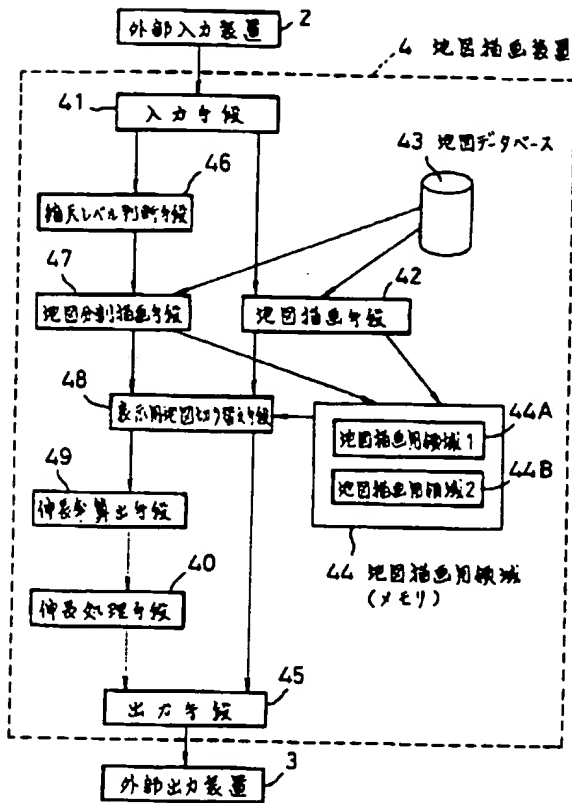 外部入力装置
2
4 地図描画装置
41
入力手段
43 地図データベース
46
縮尺レベル判断手段
47
地図分割描画手段
42
地図描画手段
48
表示用地図切り替え手段
44A
地図描画用領域1
44B
地図描画用領域2
44 地図描画用領域
(メモリ)
49
伸長率算出手段
40
伸長処理手段
45
出力手段
3
外部出力装置